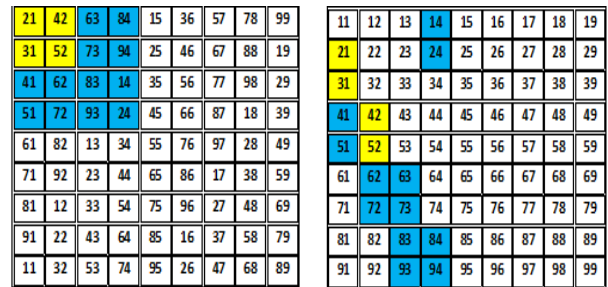 21 42 63 84 15 36 57 78 99
31 52 73 94 25 46 67 88 19
41 62 83 14 35 56 77 98 29
51 72 93 24 45 66 87 18 39
61 82 13 34 55 76 97 28 49
71 92 23 44 65 86 17 38 59
81 12 33 54 75 96 27 48 69
91 22 43 64 85 16 37 58 79
11 32 53 74 95 26 47 68 89
11 12 13 14 15 16 17 18 19
21 22 23 24 25 26 27 28 29
31 32 33 34 35 36 37 38 39
41 42 43 44 45 46 47 48 49
51 52 53 54 55 56 57 58 59
61 62 63 64 65 66 67 68 69
71 72 73 74 75 76 77 78 79
81 82 83 84 85 86 87 88 89
91 92 93 94 95 96 97 98 99